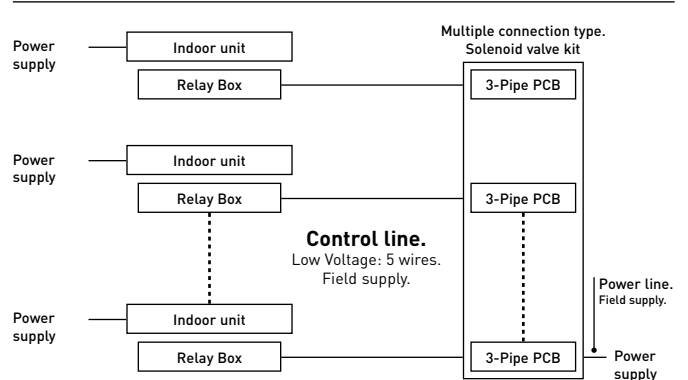 Multiple connection type.
Solenoid valve kit
Power
supply
Indoor unit
Relay Box
3-Pipe PCB
Power
supply
Indoor unit
Relay Box
3-Pipe PCB
Control line.
Low Voltage: 5 wires.
Field supply.
Power line.
Field supply.
Power
supply
Indoor unit
Relay Box
3-Pipe PCB
Power
supply